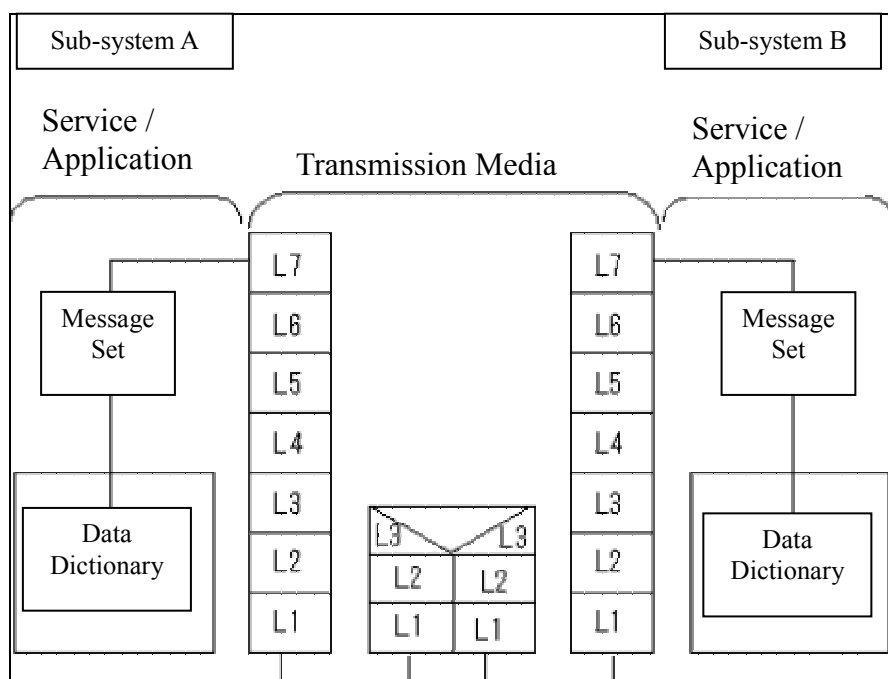 Sub-system A
Sub-system B
Service /
Application
Transmission Media
Service /
Application
L7
L6
L5
L4
L3
L2
L1
Message
Set
Data
Dictionary
L3
L3
L2
L2
L1
L1
L7
L6
L5
L4
L3
L2
L1
Message
Set
Data
Dictionary